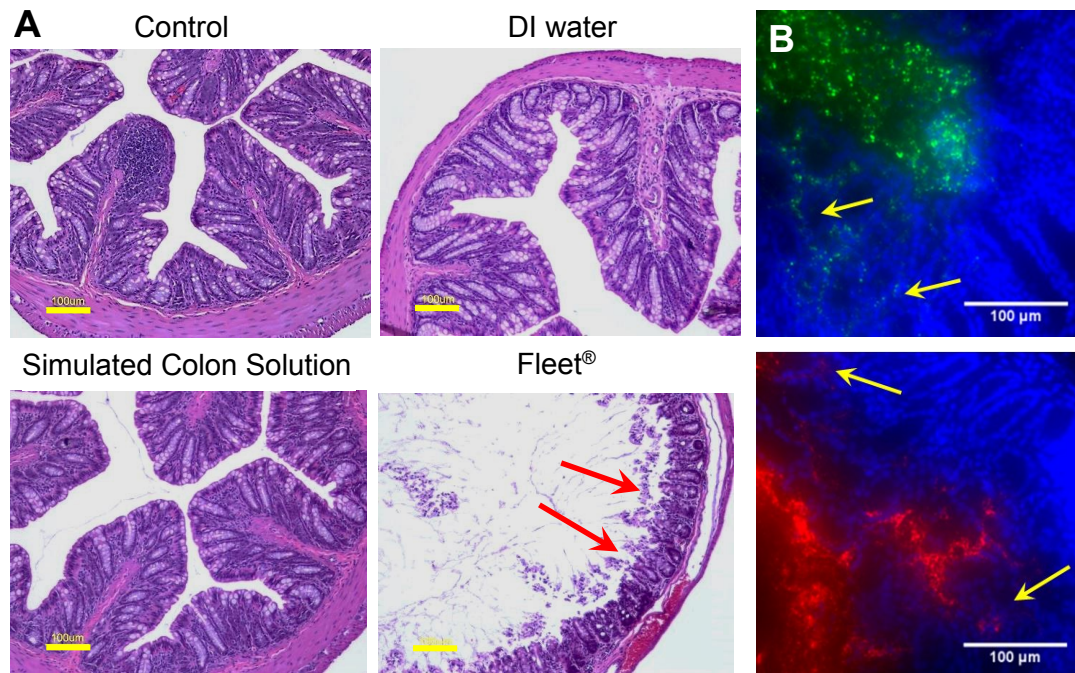 A
Control
DI water
B
100um
100um
100 µm
Simulated Colon Solution
Fleet®
100um
100 µm